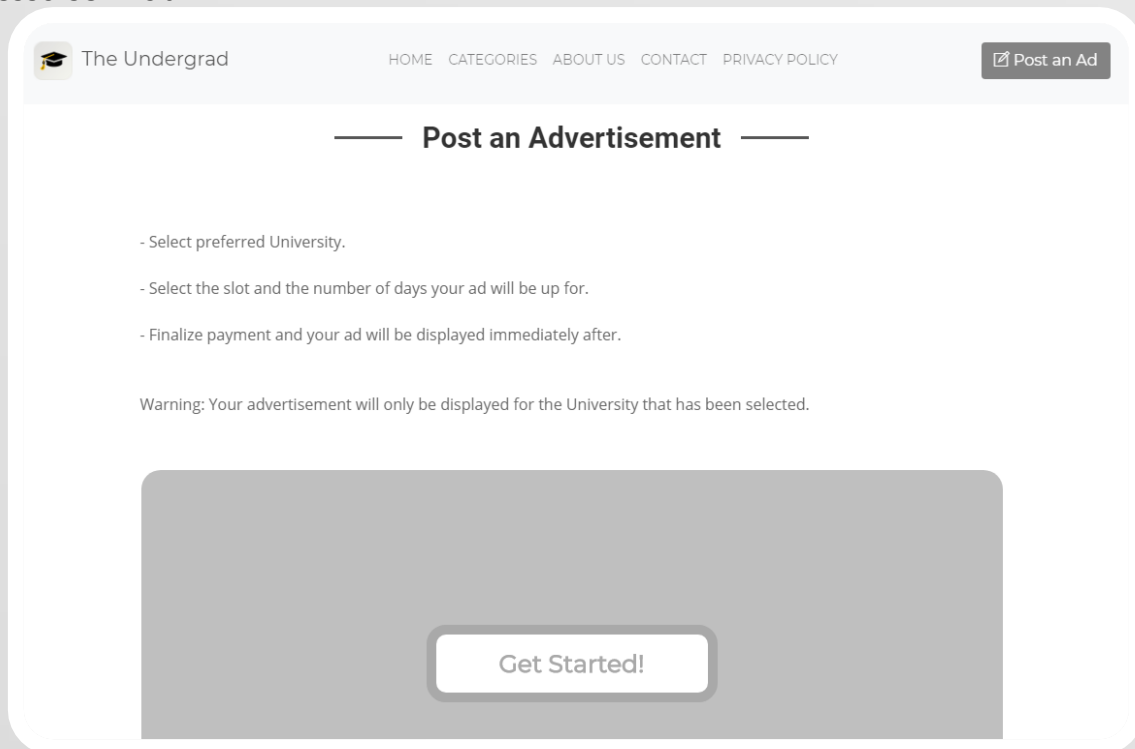 The Undergrad
HOME CATEGORIES ABOUT US CONTACT PRIVACY POLICY
Post an Ad
Post an Advertisement
- Select preferred University.
- Select the slot and the number of days your ad will be up for.
- Finalize payment and your ad will be displayed immediately after.
Warning: Your advertisement will only be displayed for the University that has been selected.
Get Started!